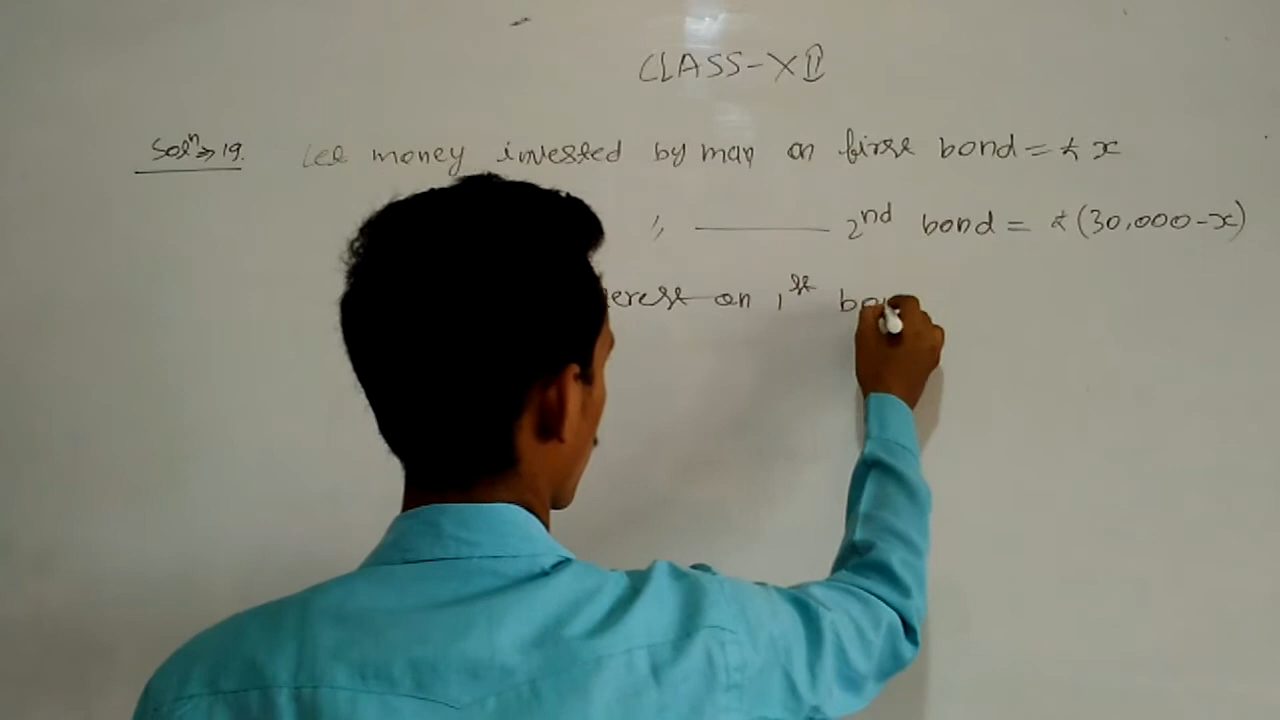 CLASS-XII
Solⁿ⇒19. Let money invested by man on first bond = ₹ x
〃 ——— 2nd bond = ₹ (30,000-x)
erest on 1st bo